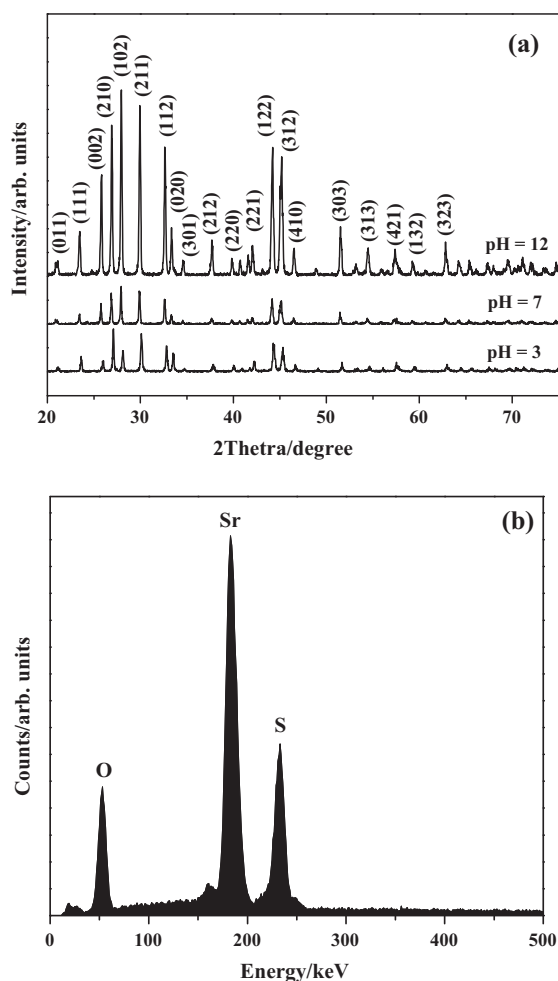 (a)
Intensity/arb. units
(011)
(111)
(002)
(210)
(102)
(211)
(112)
(020)
(301)
(212)
(220)
(221)
(122)
(312)
(410)
(303)
(313)
(421)
(132)
(323)
pH = 12
pH = 7
pH = 3
20 30 40 50 60 70
2Thetra/degree
(b)
Counts/arb. units
O
Sr
S
0 100 200 300 400 500
Energy/keV